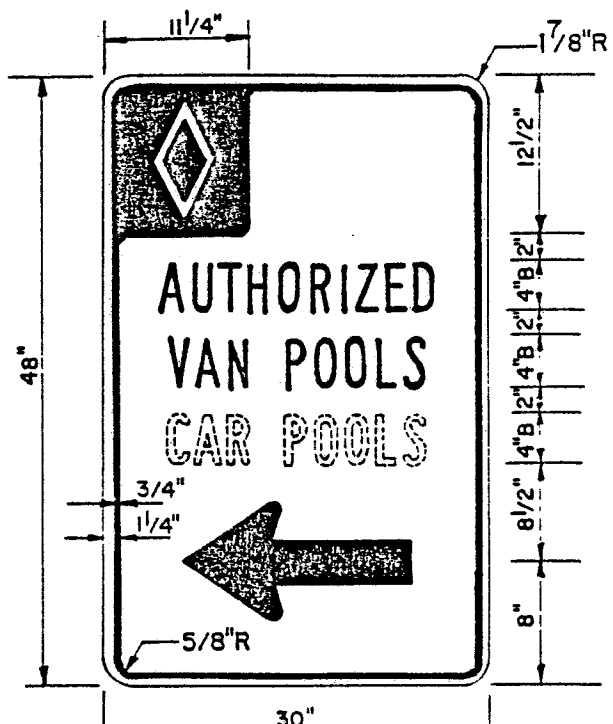 11 1/4"
1 7/8"R
12 1/2"
2"
4"B
2"
4"B
2"
4"B
8 1/2"
8"
48"
AUTHORIZED
VAN POOLS
CAR POOLS
3/4"
1 1/4"
5/8"R
30"